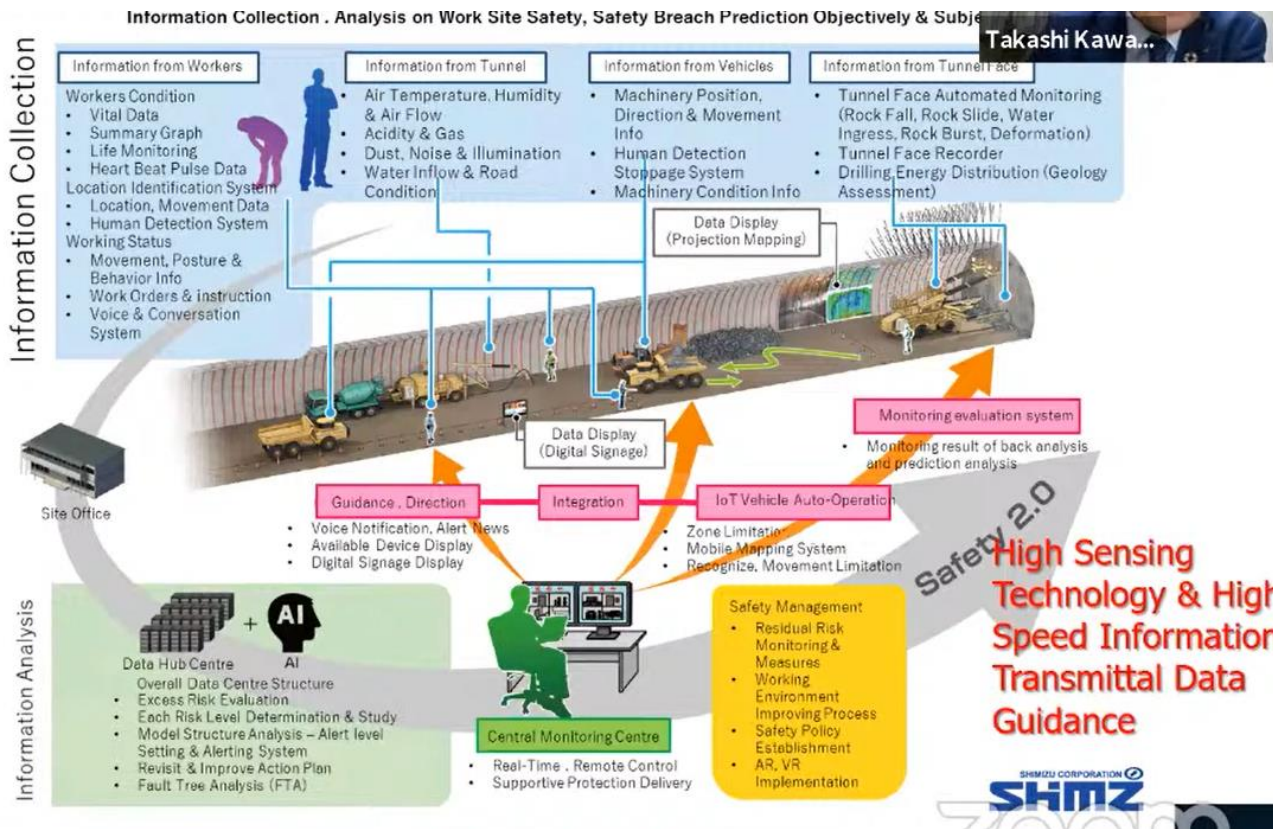 Information Collection . Analysis on Work Site Safety, Safety Breach Prediction Objectively &
Takashi Kawa...
Information Collection
Information from Workers
Workers Condition
• Vital Data
• Summary Graph
• Life Monitoring
• Heart Beat Pulse Data
Location Identification System
• Location, Movement Data
• Human Detection System
Working Status
• Movement, Posture &
Behavior Info
• Work Orders & instruction
• Voice & Conversation
System
Information from Tunnel
• Air Temperature, Humidity
& Air Flow
• Acidity & Gas
• Dust, Noise & Illumination
• Water Inflow & Road
Condition
Information from Vehicles
• Machinery Position,
Direction & Movement
Info
• Human Detection
Stoppage System
• Machinery Condition Info
Information from Tunnel Face
• Tunnel Face Automated Monitoring
(Rock Fall, Rock Slide, Water
Ingress, Rock Burst, Deformation)
• Tunnel Face Recorder
• Drilling Energy Distribution (Geology
Assessment)
Data Display
(Projection Mapping)
Data Display
(Digital Signage)
Site Office
Monitoring evaluation system
• Monitoring result of back analysis
and prediction analysis
Guidance . Direction
• Voice Notification, Alert News
• Available Device Display
• Digital Signage Display
Integration
IoT Vehicle Auto-Operation
• Zone Limitation
• Mobile Mapping System
• Recognize, Movement Limitation
Safety 2.0
High Sensing
Technology & High
Speed Information
Transmittal Data
Guidance
Information Analysis
+
AI
Data Hub Centre
AI
Overall Data Centre Structure
• Excess Risk Evaluation
• Each Risk Level Determination & Study
• Model Structure Analysis – Alert level
Setting & Alerting System
• Revisit & Improve Action Plan
• Fault Tree Analysis (FTA)
Central Monitoring Centre
• Real-Time . Remote Control
• Supportive Protection Delivery
Safety Management
• Residual Risk
Monitoring &
Measures
• Working
Environment
Improving Process
• Safety Policy
Establishment
• AR, VR
Implementation
SHIMIZU CORPORATION
SHMZ
zoom